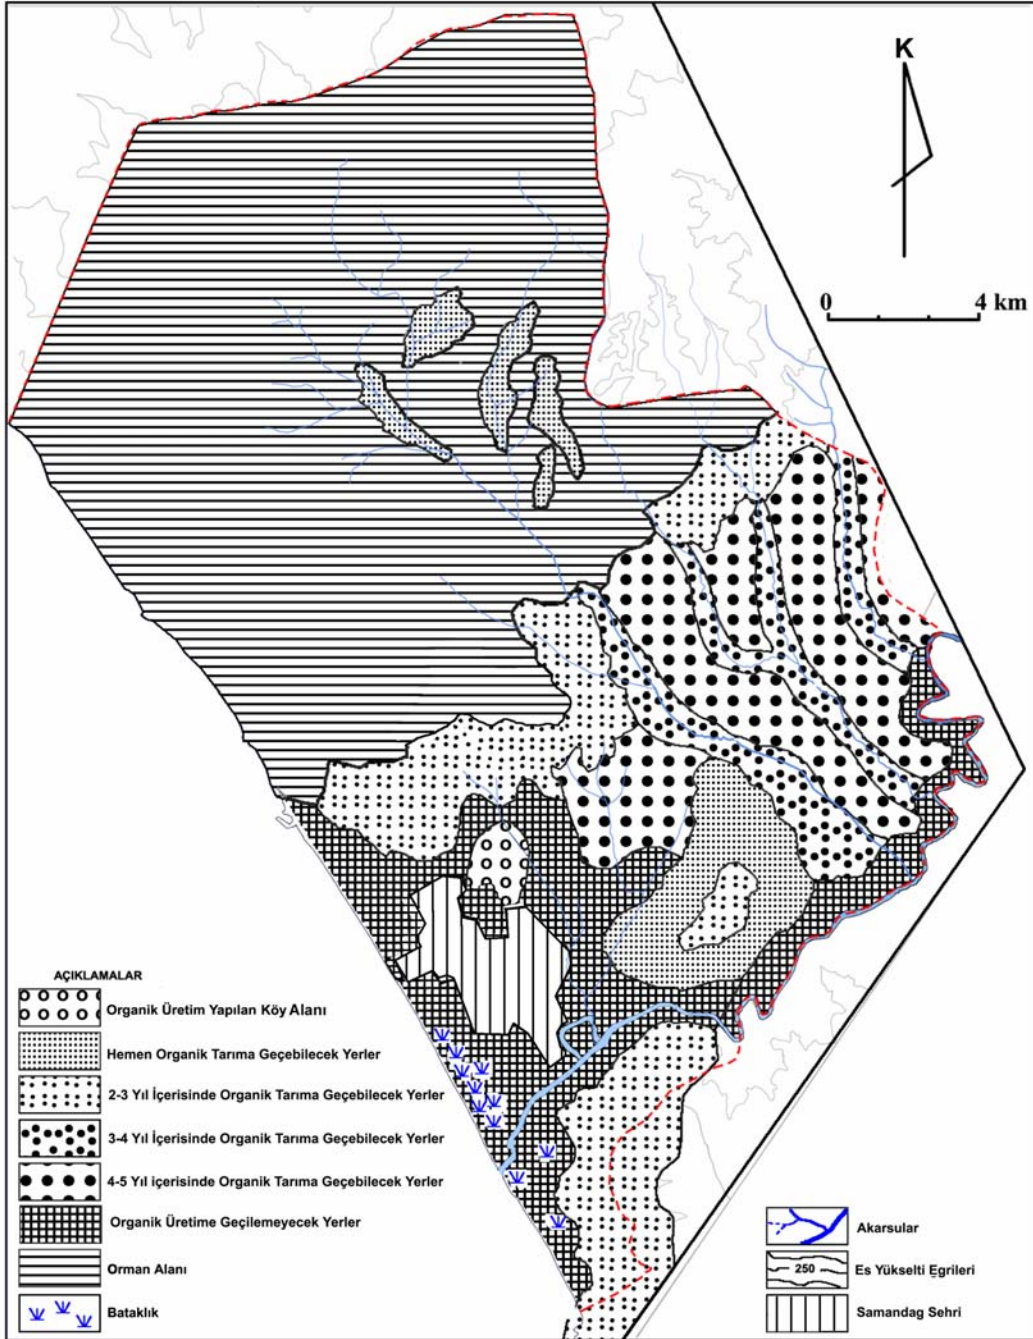 K
0 4 km
AÇIKLAMALAR
Organik Üretim Yapılan Köy Alanı
Hemen Organik Tarıma Geçebilecek Yerler
2-3 Yıl İçerisinde Organik Tarıma Geçebilecek Yerler
3-4 Yıl İçerisinde Organik Tarıma Geçebilecek Yerler
4-5 Yıl içerisinde Organik Tarıma Geçebilecek Yerler
Organik Üretime Geçilemeyecek Yerler
Orman Alanı
Bataklık
Akarsular
250 Es Yükselti Egrileri
Samandag Sehri